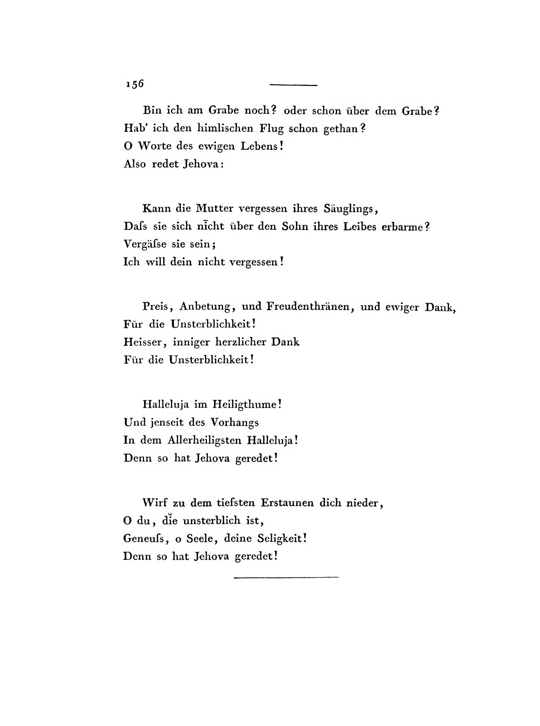 156
Bin ich am Grabe noch? oder schon über dem Grabe?
Hab' ich den himlischen Flug schon gethan?
O Worte des ewigen Lebens!
Also redet Jehova:
Kann die Mutter vergessen ihres Säuglings,
Daſs sie sich nīcht über den Sohn ihres Leibes erbarme?
Vergäſse sie sein;
Ich will dein nicht vergessen!
Preis, Anbetung, und Freudenthränen, und ewiger Dank,
Für die Unsterblichkeit!
Heisser, inniger herzlicher Dank
Für die Unsterblichkeit!
Halleluja im Heiligthume!
Und jenseit des Vorhangs
In dem Allerheiligsten Halleluja!
Denn so hat Jehova geredet!
Wirf zu dem tiefsten Erstaunen dich nieder,
O du, dı̆e unsterblich ist,
Geneuſs, o Seele, deine Seligkeit!
Denn so hat Jehova geredet!